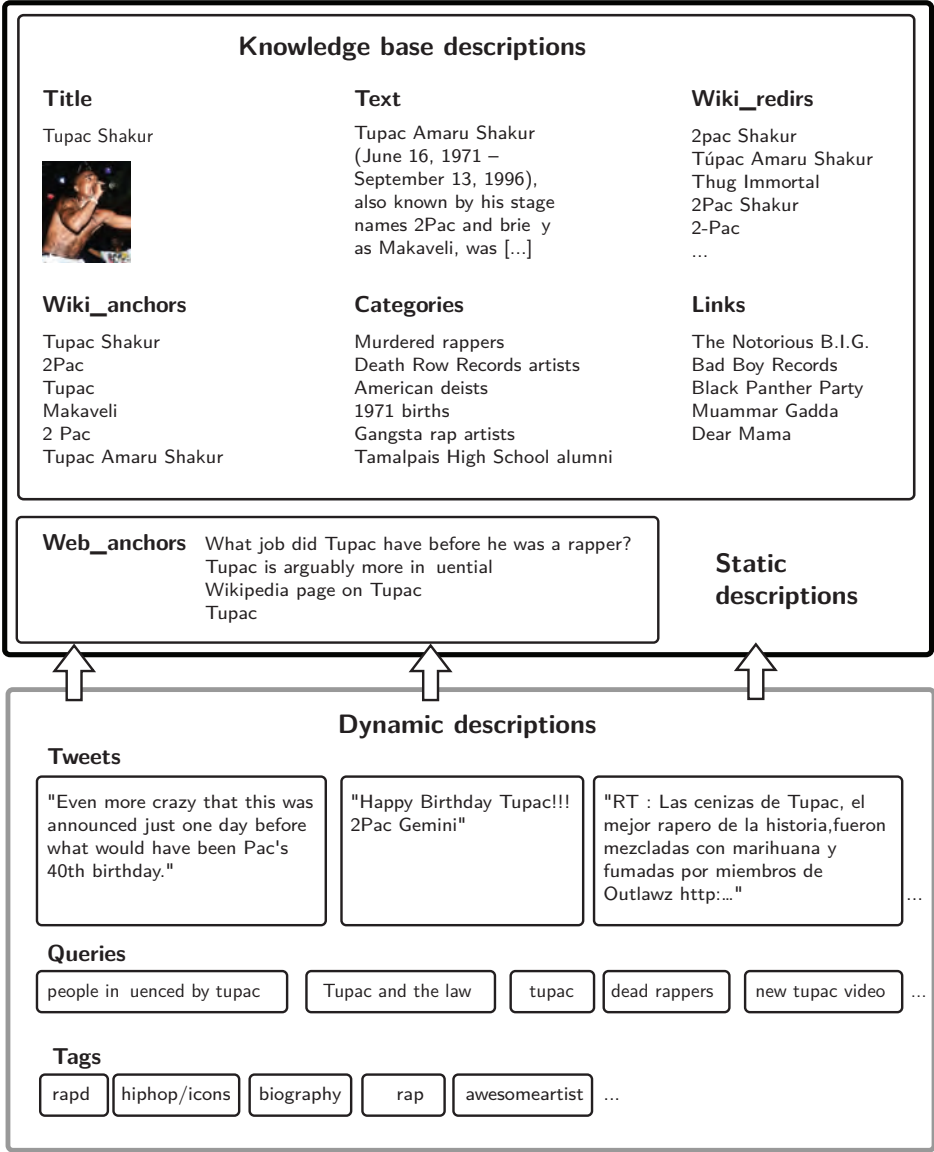 Knowledge base descriptions
Title
Tupac Shakur
Text
Tupac Amaru Shakur
(June 16, 1971 –
September 13, 1996),
also known by his stage
names 2Pac and brie y
as Makaveli, was [...]
Wiki_redirs
2pac Shakur
Túpac Amaru Shakur
Thug Immortal
2Pac Shakur
2-Pac
...
Wiki_anchors
Tupac Shakur
2Pac
Tupac
Makaveli
2 Pac
Tupac Amaru Shakur
Categories
Murdered rappers
Death Row Records artists
American deists
1971 births
Gangsta rap artists
Tamalpais High School alumni
Links
The Notorious B.I.G.
Bad Boy Records
Black Panther Party
Muammar Gadda
Dear Mama
Web_anchors
What job did Tupac have before he was a rapper?
Tupac is arguably more in uential
Wikipedia page on Tupac
Tupac
Static
descriptions
Dynamic descriptions
Tweets
"Even more crazy that this was
announced just one day before
what would have been Pac's
40th birthday."
"Happy Birthday Tupac!!!
2Pac Gemini"
"RT : Las cenizas de Tupac, el
mejor rapero de la historia,fueron
mezcladas con marihuana y
fumadas por miembros de
Outlawz http:…"
...
Queries
people in uenced by tupac
Tupac and the law
tupac
dead rappers
new tupac video
...
Tags
rapd
hiphop/icons
biography
rap
awesomeartist
...